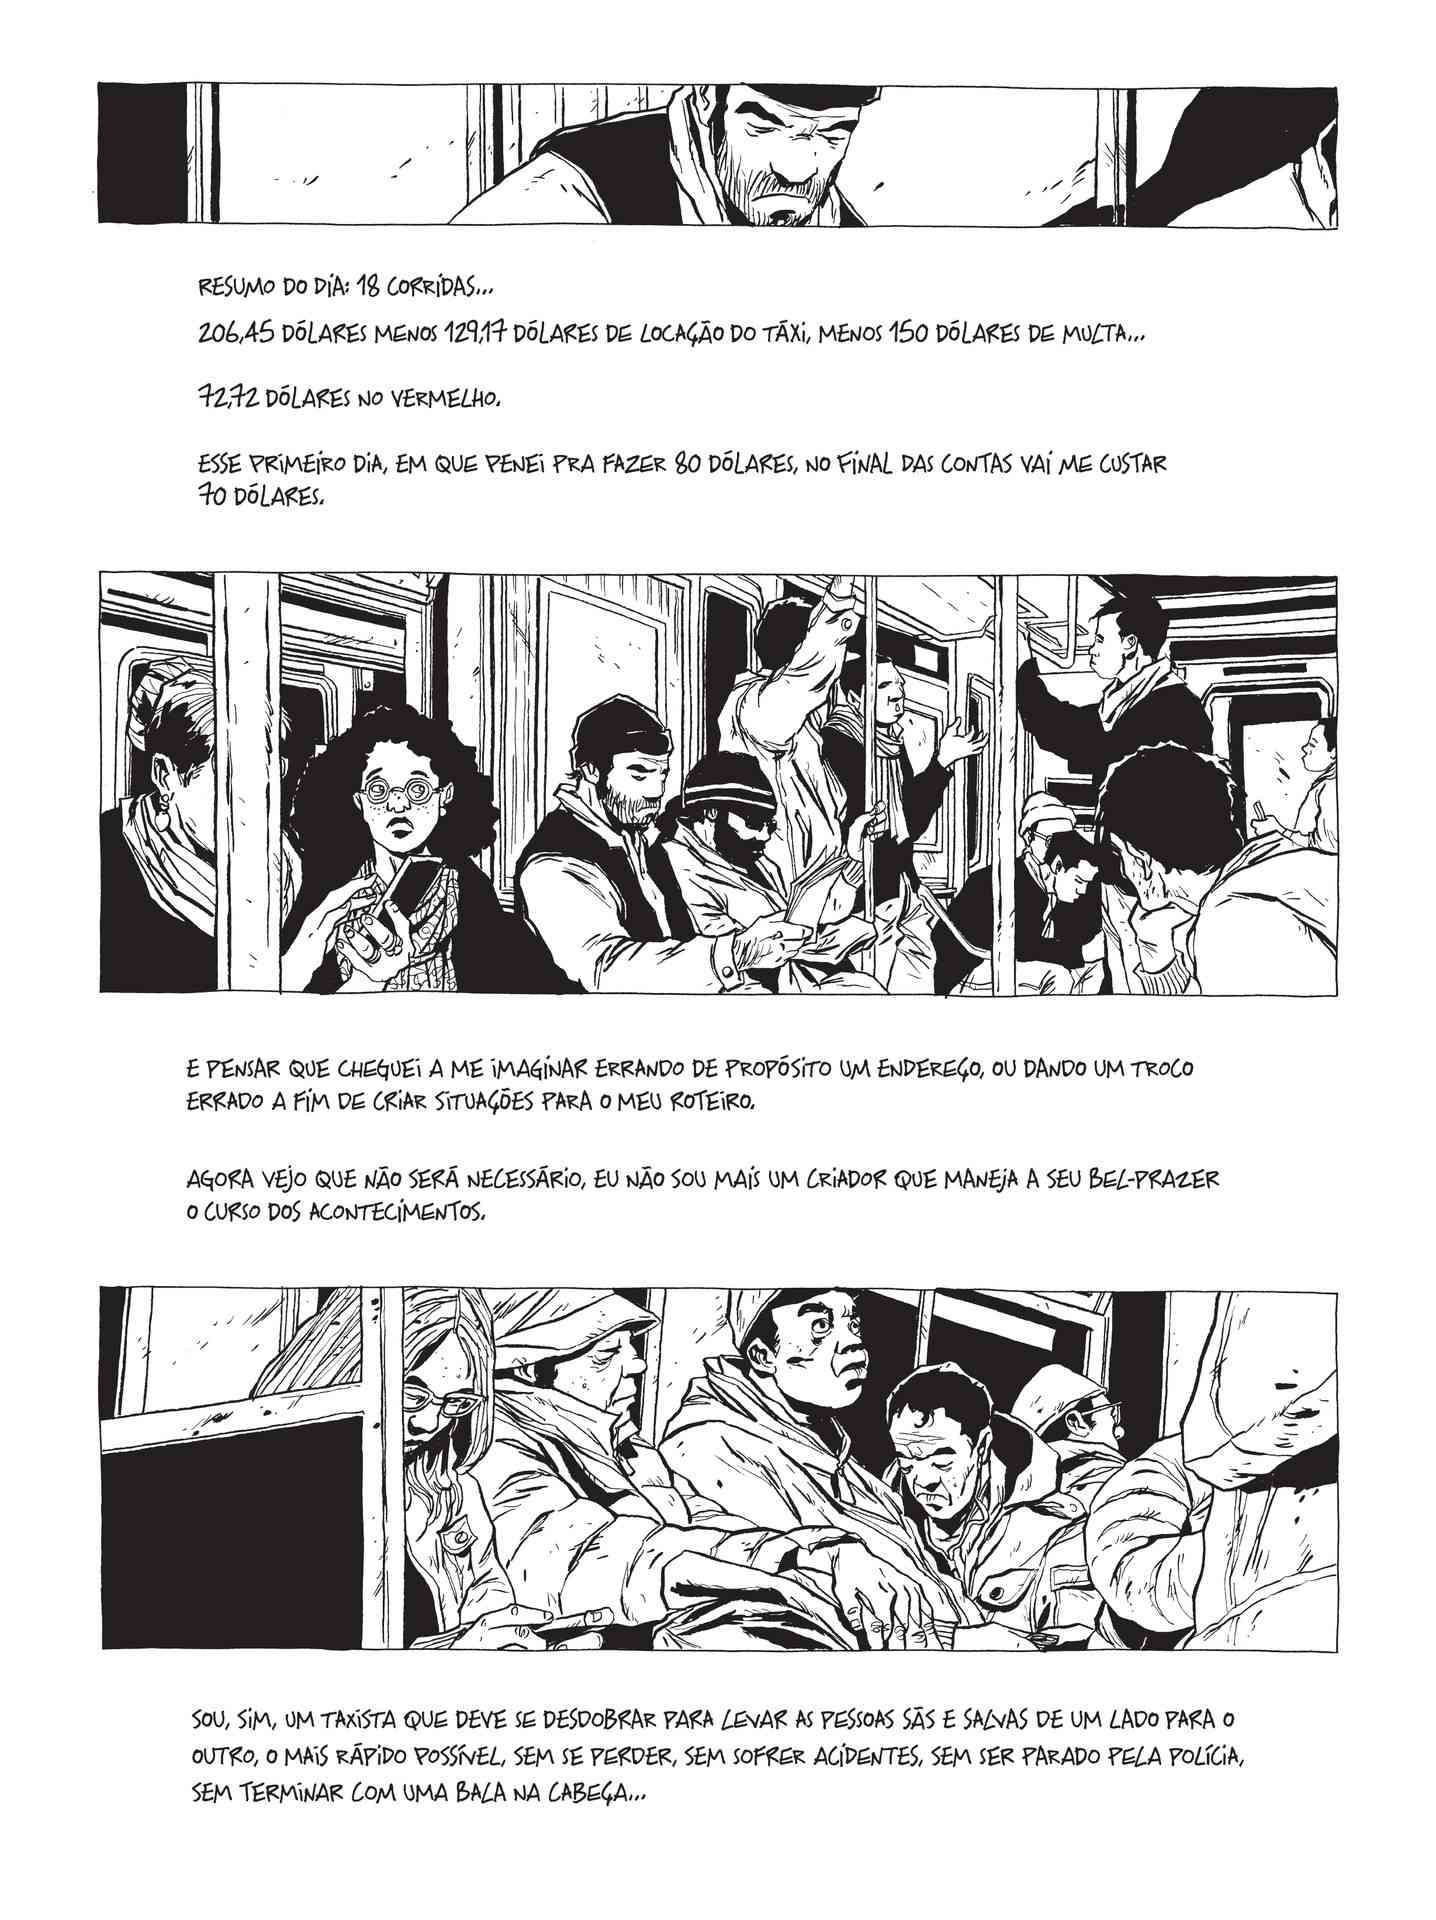 RESUMO DO DIA: 18 CORRIDAS...
206,45 DÓLARES MENOS 129,17 DÓLARES DE LOCAÇÃO DO TÁXI, MENOS 150 DÓLARES DE MULTA...
72,72 DÓLARES NO VERMELHO.
ESSE PRIMEIRO DIA, EM QUE PENEI PRA FAZER 80 DÓLARES, NO FINAL DAS CONTAS VAI ME CUSTAR
70 DÓLARES.
E PENSAR QUE CHEGUEI A ME IMAGINAR ERRANDO DE PROPÓSITO UM ENDEREÇO, OU DANDO UM TROCO
ERRADO A FIM DE CRIAR SITUAÇÕES PARA O MEU ROTEIRO.
AGORA VEJO QUE NÃO SERÁ NECESSÁRIO, EU NÃO SOU MAIS UM CRIADOR QUE MANEJA A SEU BEL-PRAZER
O CURSO DOS ACONTECIMENTOS.
SOU, SIM, UM TAXISTA QUE DEVE SE DESDOBRAR PARA LEVAR AS PESSOAS SÃS E SALVAS DE UM LADO PARA O
OUTRO, O MAIS RÁPIDO POSSÍVEL, SEM SE PERDER, SEM SOFRER ACIDENTES, SEM SER PARADO PELA POLÍCIA,
SEM TERMINAR COM UMA BALA NA CABEÇA...